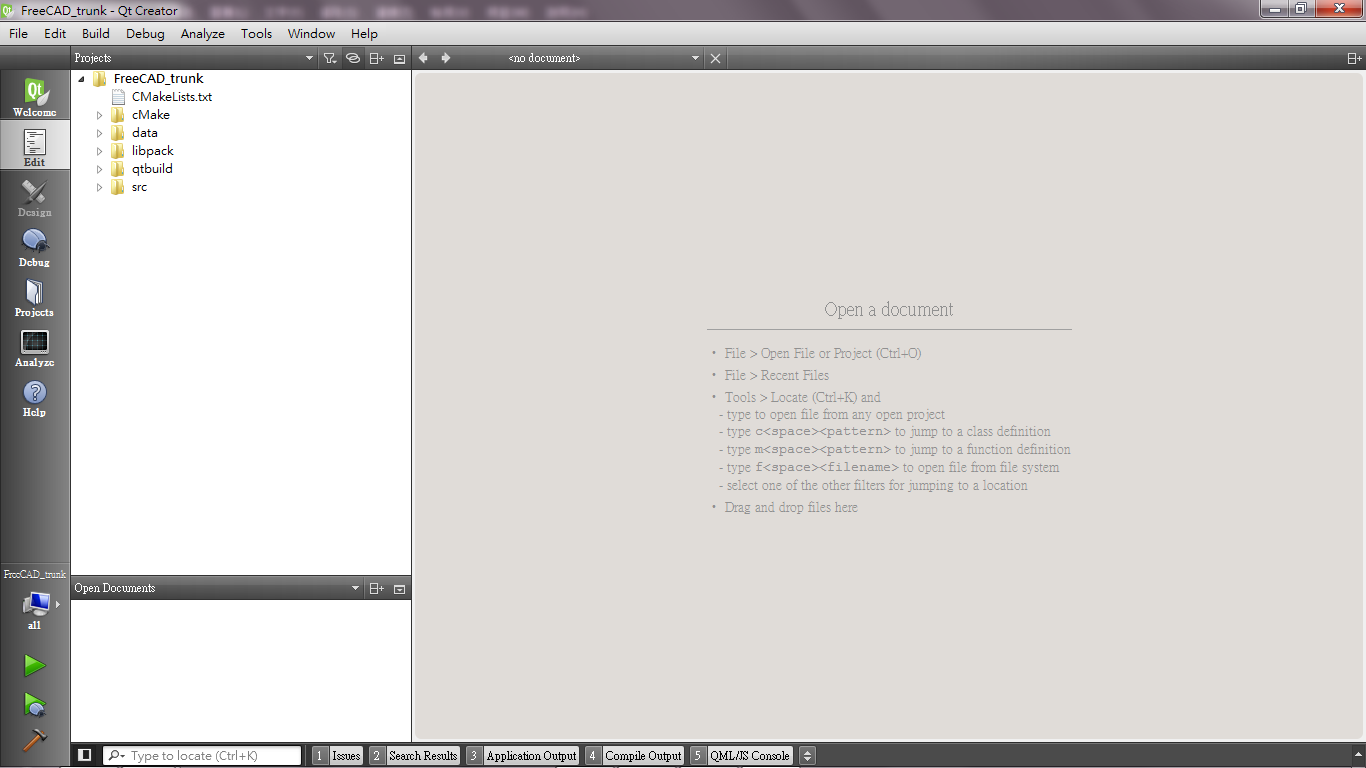 FreeCAD_trunk - Qt Creator
File Edit Build Debug Analyze Tools Window Help
Projects
<no document>
FreeCAD_trunk
CMakeLists.txt
cMake
data
libpack
qtbuild
src
Welcome
Edit
Design
Debug
Projects
Analyze
Help
Open a document
• File > Open File or Project (Ctrl+O)
• File > Recent Files
• Tools > Locate (Ctrl+K) and
- type to open file from any open project
- type c<space><pattern> to jump to a class definition
- type m<space><pattern> to jump to a function definition
- type f<space><filename> to open file from file system
- select one of the other filters for jumping to a location
• Drag and drop files here
FreeCAD_trunk
all
Open Documents
Type to locate (Ctrl+K)
1 Issues 2 Search Results 3 Application Output 4 Compile Output 5 QML/JS Console